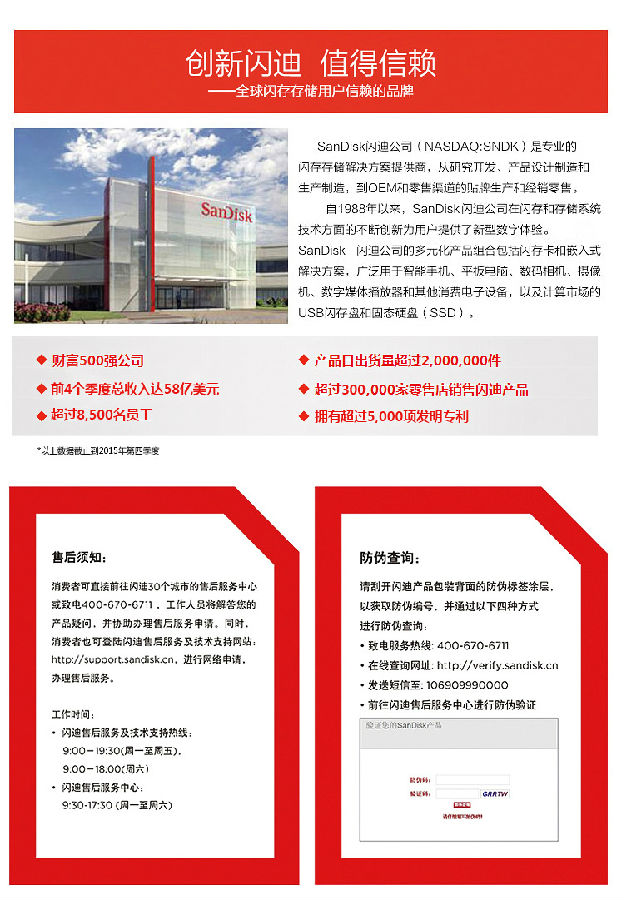 创新闪迪 值得信赖
——全球闪存存储用户信赖的品牌
SanDisk
SanDisk闪迪公司（NASDAQ:SNDK）是专业的
闪存存储解决方案提供商，从研究开发、产品设计制造和
生产制造，到OEM和零售渠道的贴牌生产和经销零售。
自1988年以来，SanDisk闪迪公司在闪存和存储系统
技术方面的不断创新为用户提供了新型数字体验。
SanDisk 闪迪公司的多元化产品组合包括闪存卡和嵌入式
解决方案，广泛用于智能手机、平板电脑、数码相机、摄像
机、数字媒体播放器和其他消费电子设备，以及计算市场的
USB闪存盘和固态硬盘（SSD）。
财富500强公司
前4个季度总收入达58亿美元
超过8,500名员工
产品日出货量超过2,000,000件
超过300,000家零售店销售闪迪产品
拥有超过5,000项发明专利
*以上数据截止到2015年第四季度
售后须知：
消费者可直接前往闪迪30个城市的售后服务中心
或致电400-670-6711，工作人员将解答您的
产品疑问，并协助办理售后服务申请。同时，
消费者也可登陆闪迪售后服务及技术支持网站：
http://support.sandisk.cn，进行网络申请，
办理售后服务。
工作时间：
• 闪迪售后服务及技术支持热线：
9:00-19:30(周一至周五)，
9:00-18:00(周六)
• 闪迪售后服务中心：
9:30-17:30 (周一至周六)
防伪查询：
请刮开闪迪产品包装背面的防伪标签涂层，
以获取防伪编号，并通过以下四种方式
进行防伪查询：
• 致电服务热线: 400-670-6711
• 在线查询网址: http://verify.sandisk.cn
• 发送短信至: 106909990000
• 前往闪迪售后服务中心进行防伪验证
验证您的SanDisk产品
防伪码：
验证码：
GRRTW